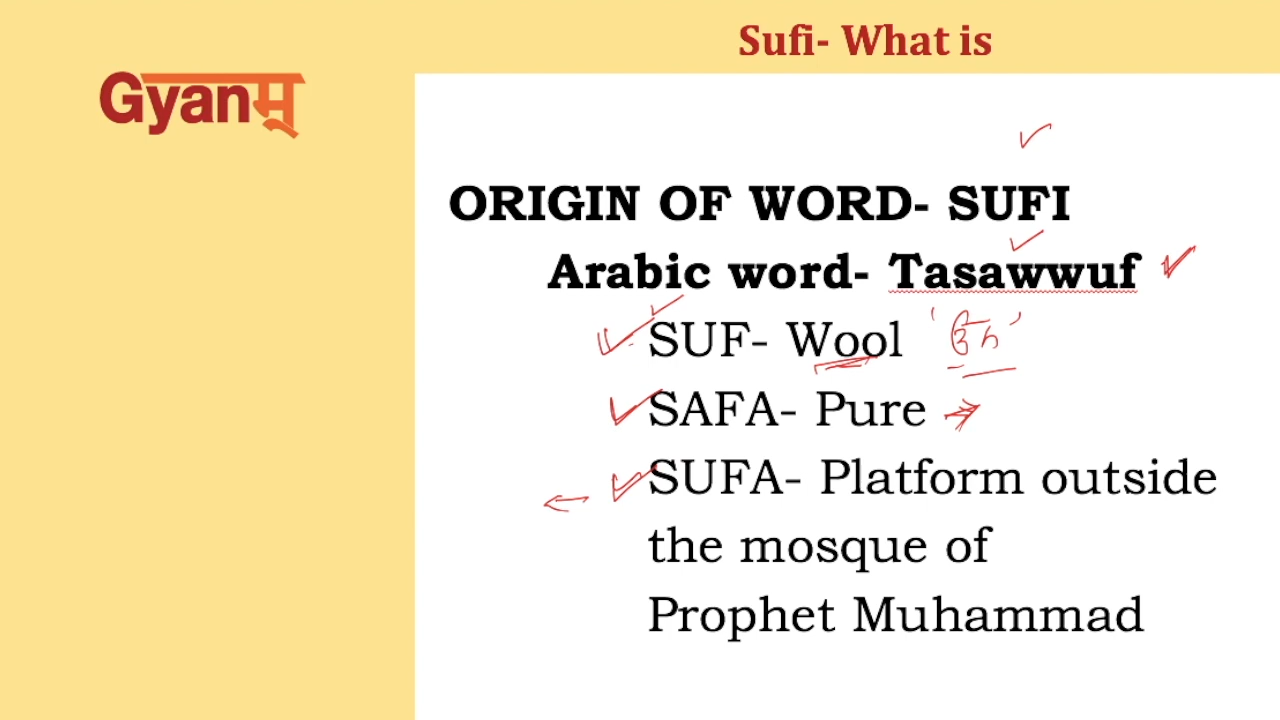 Sufi- What is
Gyanम्
ORIGIN OF WORD- SUFI
Arabic word- Tasawwuf
SUF- Wool
SAFA- Pure
SUFA- Platform outside
the mosque of
Prophet Muhammad